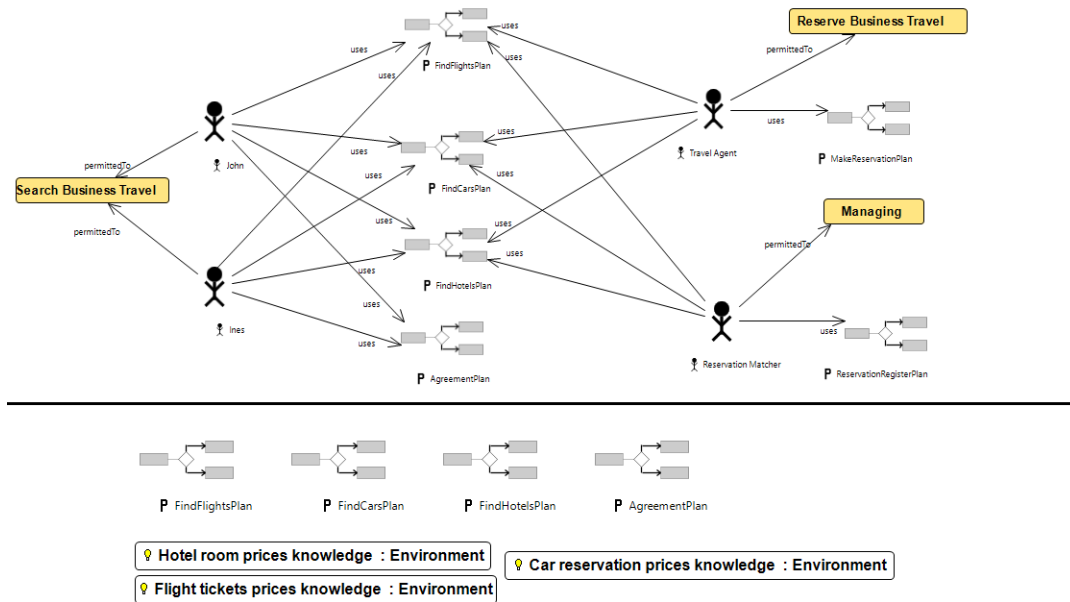 Reserve Business Travel
permittedTo
uses
uses
uses
uses
P FindFlightsPlan
uses
P MakeReservationPlan
John
permittedTo
Search Business Travel
permittedTo
uses
uses
P FindCarsPlan
uses
uses
Travel Agent
Managing
permittedTo
uses
uses
uses
uses
P FindHotelsPlan
Ines
uses
uses
P AgreementPlan
uses
Reservation Matcher
P ReservationRegisterPlan
P FindFlightsPlan
P FindCarsPlan
P FindHotelsPlan
P AgreementPlan
Hotel room prices knowledge : Environment
Car reservation prices knowledge : Environment
Flight tickets prices knowledge : Environment